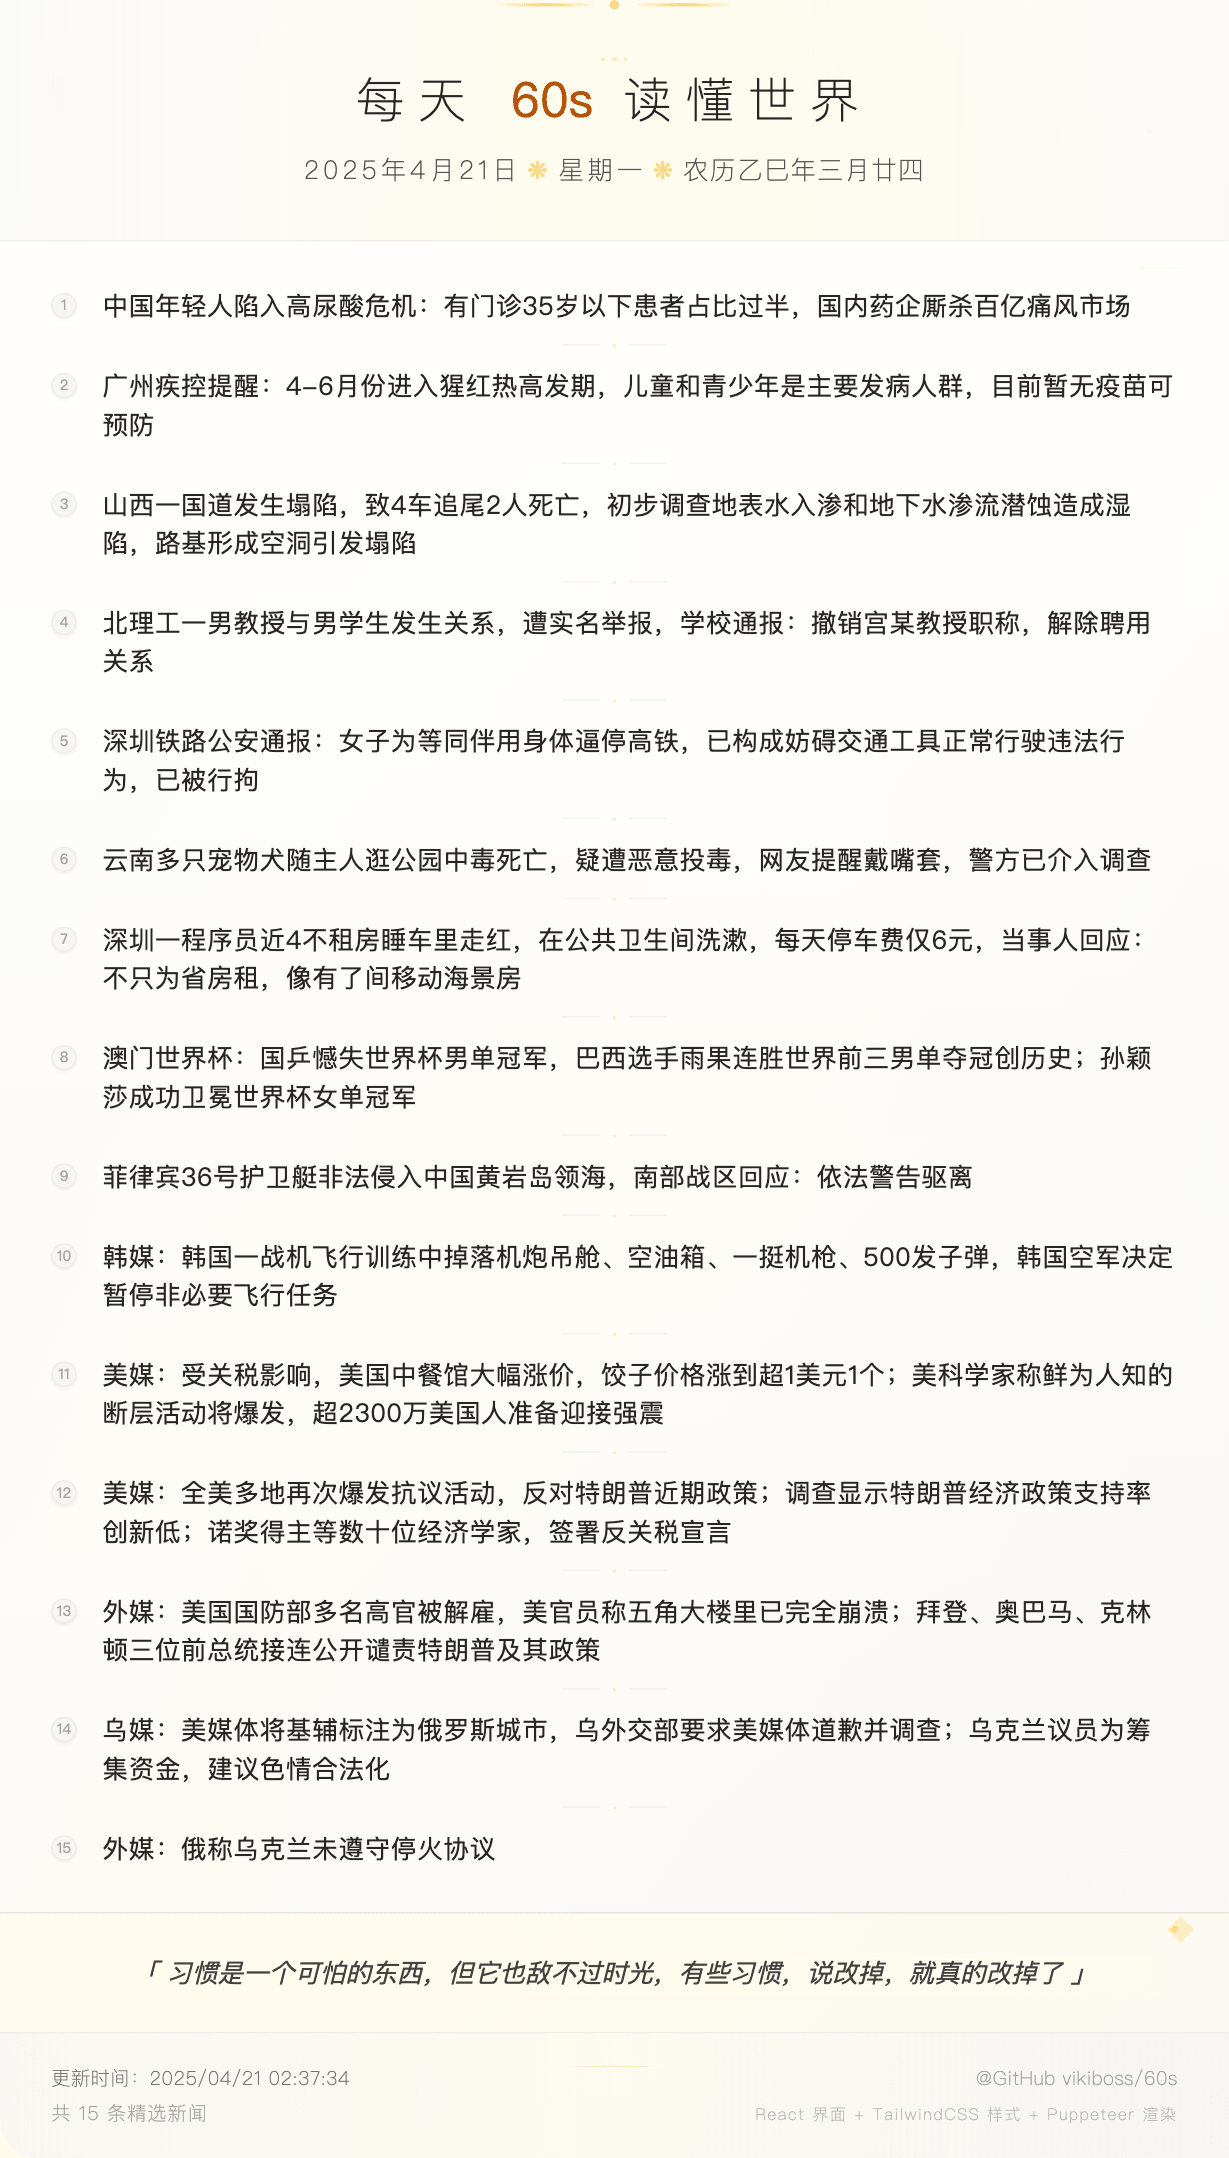 每天 60s 读懂世界
2025年4月21日 ❋ 星期一 ❋ 农历乙巳年三月廿四
1 中国年轻人陷入高尿酸危机：有门诊35岁以下患者占比过半，国内药企厮杀百亿痛风市场
2 广州疾控提醒：4–6月份进入猩红热高发期，儿童和青少年是主要发病人群，目前暂无疫苗可
预防
3 山西一国道发生塌陷，致4车追尾2人死亡，初步调查地表水入渗和地下水渗流潜蚀造成湿
陷，路基形成空洞引发塌陷
4 北理工一男教授与男学生发生关系，遭实名举报，学校通报：撤销宫某教授职称，解除聘用
关系
5 深圳铁路公安通报：女子为等同伴用身体逼停高铁，已构成妨碍交通工具正常行驶违法行
为，已被行拘
6 云南多只宠物犬随主人逛公园中毒死亡，疑遭恶意投毒，网友提醒戴嘴套，警方已介入调查
7 深圳一程序员近4不租房睡车里走红，在公共卫生间洗漱，每天停车费仅6元，当事人回应：
不只为省房租，像有了间移动海景房
8 澳门世界杯：国乒憾失世界杯男单冠军，巴西选手雨果连胜世界前三男单夺冠创历史；孙颖
莎成功卫冕世界杯女单冠军
9 菲律宾36号护卫艇非法侵入中国黄岩岛领海，南部战区回应：依法警告驱离
10 韩媒：韩国一战机飞行训练中掉落机炮吊舱、空油箱、一挺机枪、500发子弹，韩国空军决定
暂停非必要飞行任务
11 美媒：受关税影响，美国中餐馆大幅涨价，饺子价格涨到超1美元1个；美科学家称鲜为人知的
断层活动将爆发，超2300万美国人准备迎接强震
12 美媒：全美多地再次爆发抗议活动，反对特朗普近期政策；调查显示特朗普经济政策支持率
创新低；诺奖得主等数十位经济学家，签署反关税宣言
13 外媒：美国国防部多名高官被解雇，美官员称五角大楼里已完全崩溃；拜登、奥巴马、克林
顿三位前总统接连公开谴责特朗普及其政策
14 乌媒：美媒体将基辅标注为俄罗斯城市，乌外交部要求美媒体道歉并调查；乌克兰议员为筹
集资金，建议色情合法化
15 外媒：俄称乌克兰未遵守停火协议
「 习惯是一个可怕的东西，但它也敌不过时光，有些习惯，说改掉，就真的改掉了 」
更新时间：2025/04/21 02:37:34
@GitHub vikiboss/60s
共 15 条精选新闻
React 界面 + TailwindCSS 样式 + Puppeteer 渲染